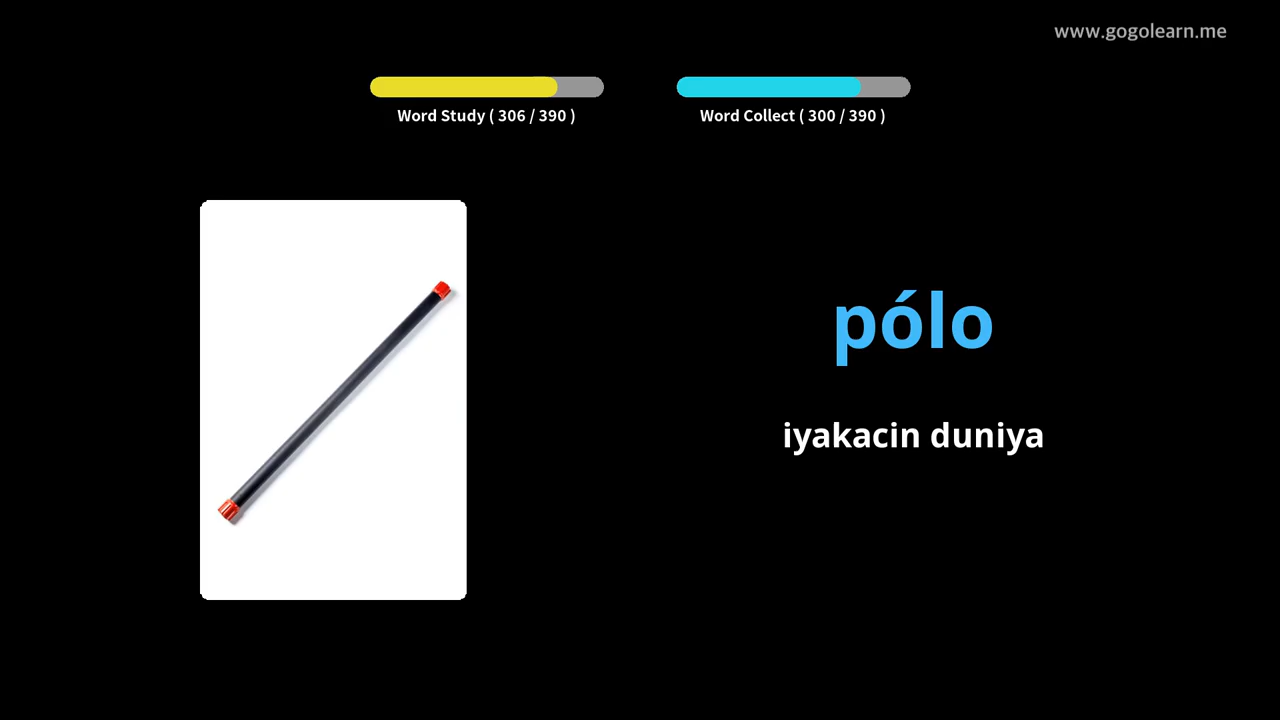 www.gogolearn.me
Word Study ( 306 / 390 )
Word Collect ( 300 / 390 )
pólo
iyakacin duniya